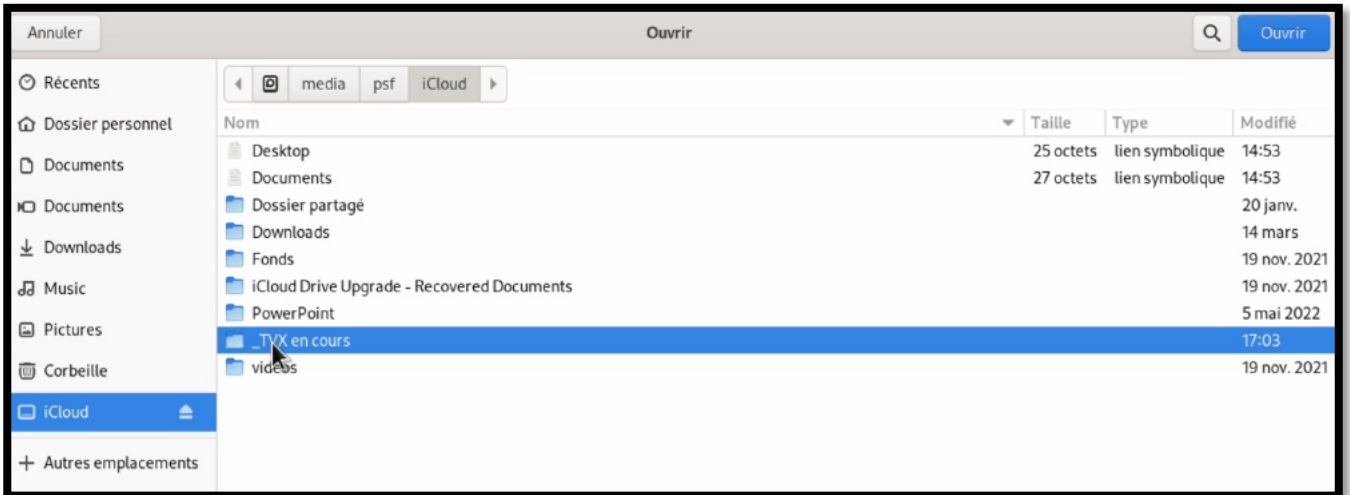 Annuler
Ouvrir
Ouvrir
Récents
Dossier personnel
Documents
Documents
Downloads
Music
Pictures
Corbeille
iCloud
Autres emplacements
media psf iCloud
Nom Taille Type Modifié
Desktop 25 octets lien symbolique 14:53
Documents 27 octets lien symbolique 14:53
Dossier partagé 20 janv.
Downloads 14 mars
Fonds 19 nov. 2021
iCloud Drive Upgrade - Recovered Documents 19 nov. 2021
PowerPoint 5 mai 2022
_TVX en cours 17:03
videos 19 nov. 2021